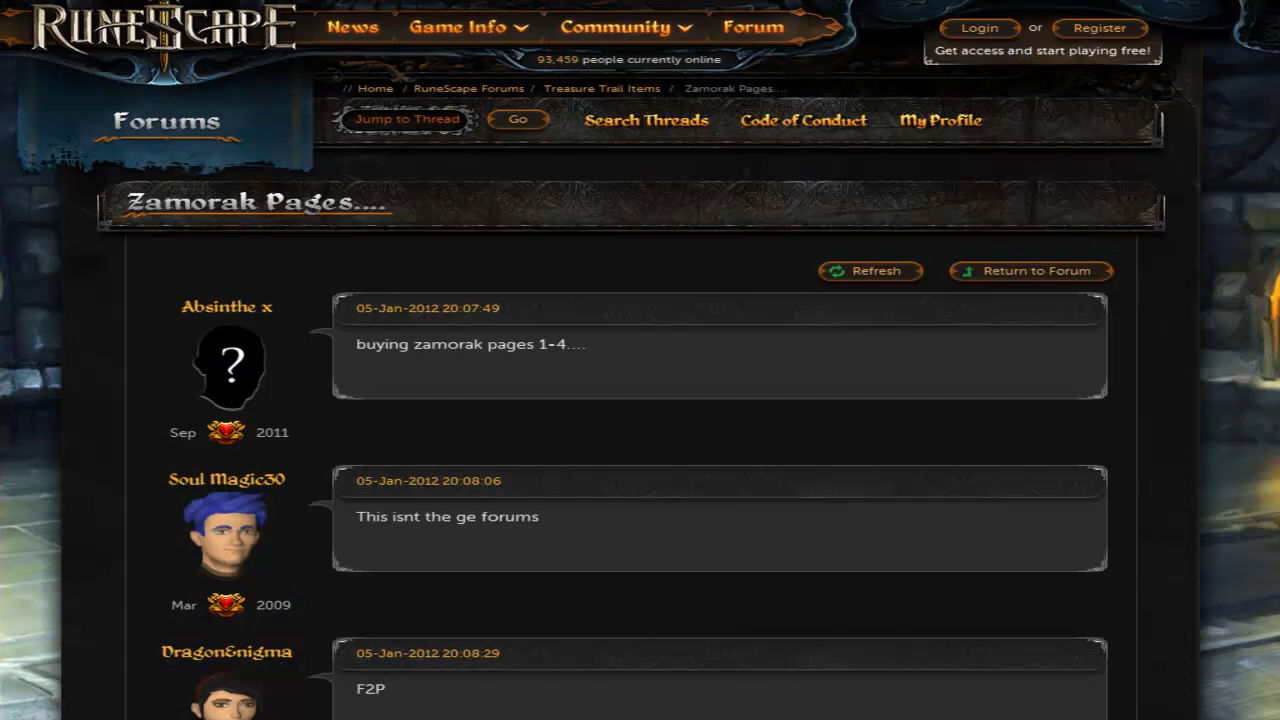 RuneScape
News Game Info Community Forum
Login or Register
Get access and start playing free!
93,459 people currently online
// Home / RuneScape Forums / Treasure Trail Items / Zamorak Pages....
Forums
Jump to Thread Go Search Threads Code of Conduct My Profile
Zamorak Pages....
Refresh Return to Forum
Absinthe x
05-Jan-2012 20:07:49
buying zamorak pages 1-4....
?
Sep 2011
Soul Magic30
05-Jan-2012 20:08:06
This isnt the ge forums
Mar 2009
DragonEnigma
05-Jan-2012 20:08:29
F2P